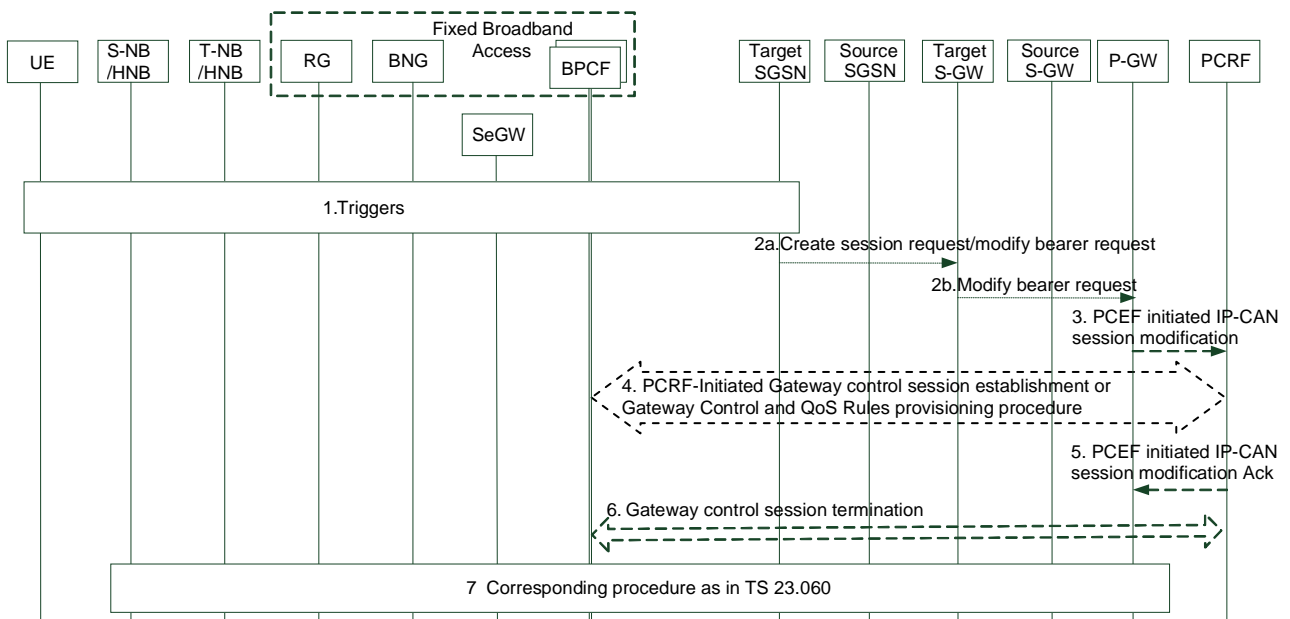 Fixed Broadband
Access
UE
S-NB
/HNB
T-NB
/HNB
RG
BNG
BPCF
Target
SGSN
Source
SGSN
Target
S-GW
Source
S-GW
P-GW
PCRF
SeGW
1.Triggers
2a.Create session request/modify bearer request
2b.Modify bearer request
3. PCEF initiated IP-CAN
session modification
4. PCRF-Initiated Gateway control session establishment or
Gateway Control and QoS Rules provisioning procedure
5. PCEF initiated IP-CAN
session modification Ack
6. Gateway control session termination
7 Corresponding procedure as in TS 23.060